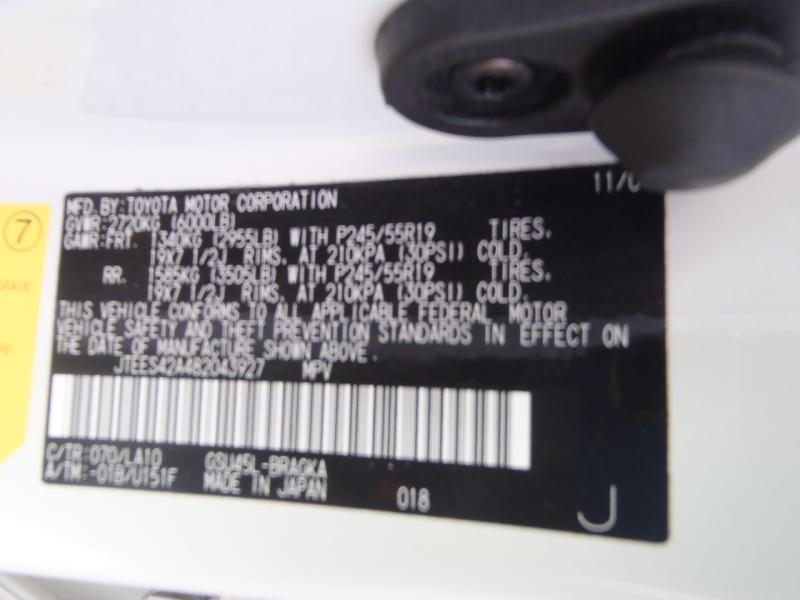 11/0
MFD. BY: TOYOTA MOTOR CORPORATION
GVWR: 2720KG (6000LB)
GAWR: FRT. 1340KG (2955LB) WITH P245/55R19 TIRES.
19X7 1/2J RIMS. AT 210KPA (30PSI) COLD.
RR. 1585KG (3505LB) WITH P245/55R19 TIRES.
19X7 1/2J RIMS. AT 210KPA (30PSI) COLD.
THIS VEHICLE CONFORMS TO ALL APPLICABLE FEDERAL MOTOR
VEHICLE SAFETY AND THEFT PREVENTION STANDARDS IN EFFECT ON
THE DATE OF MANUFACTURE SHOWN ABOVE.
JTEES42A482043927 MPV
C/TR: 070/LA10 GSU45L-BRAGKA
A/TM: -01B/U151F MADE IN JAPAN 018
J
7